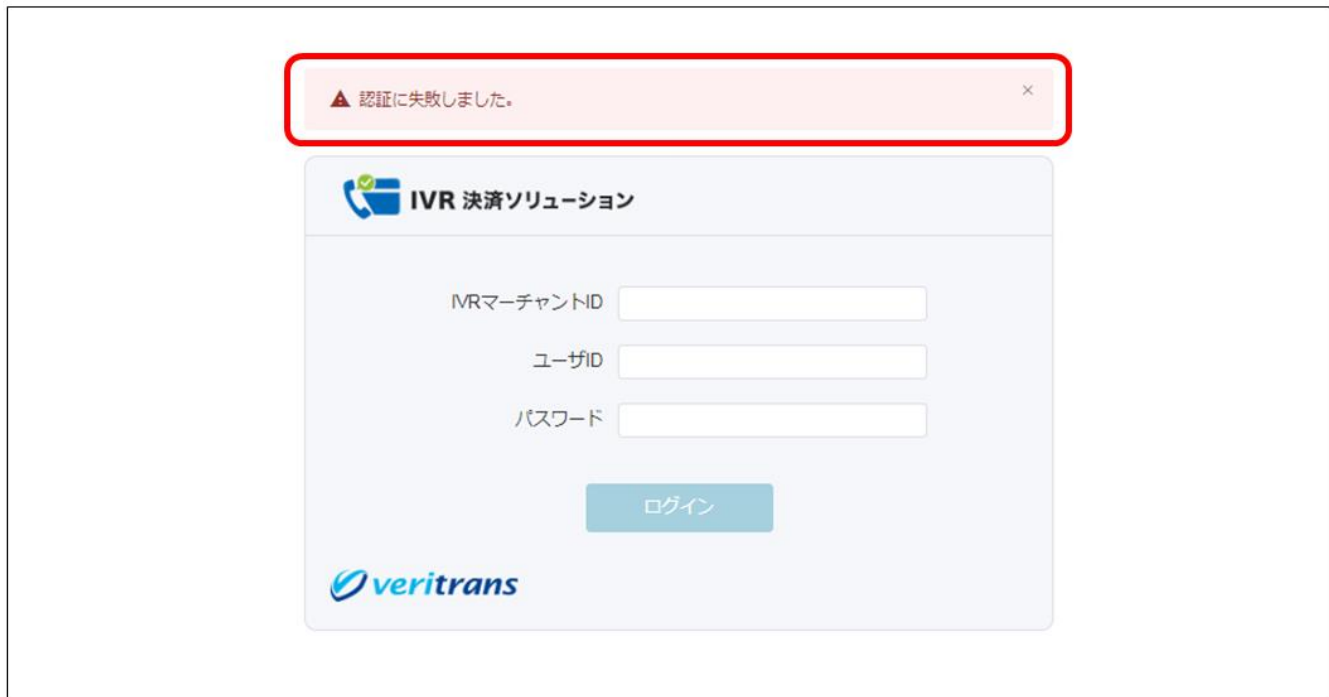 認証に失敗しました。
×
IVR 決済ソリューション
IVRマーチャントID
ユーザID
パスワード
ログイン
veritrans